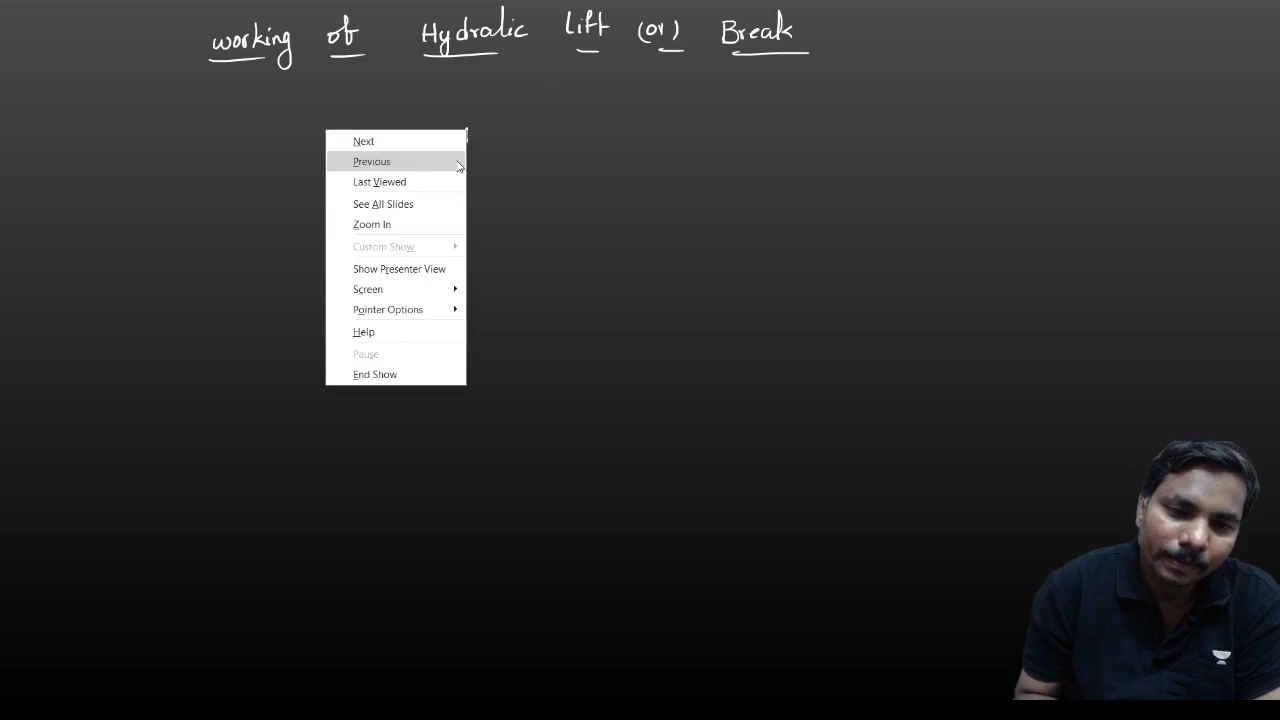 working of Hydralic Lift (or) Break
Next
Previous
Last Viewed
See All Slides
Zoom In
Custom Show
Show Presenter View
Screen
Pointer Options
Help
Pause
End Show